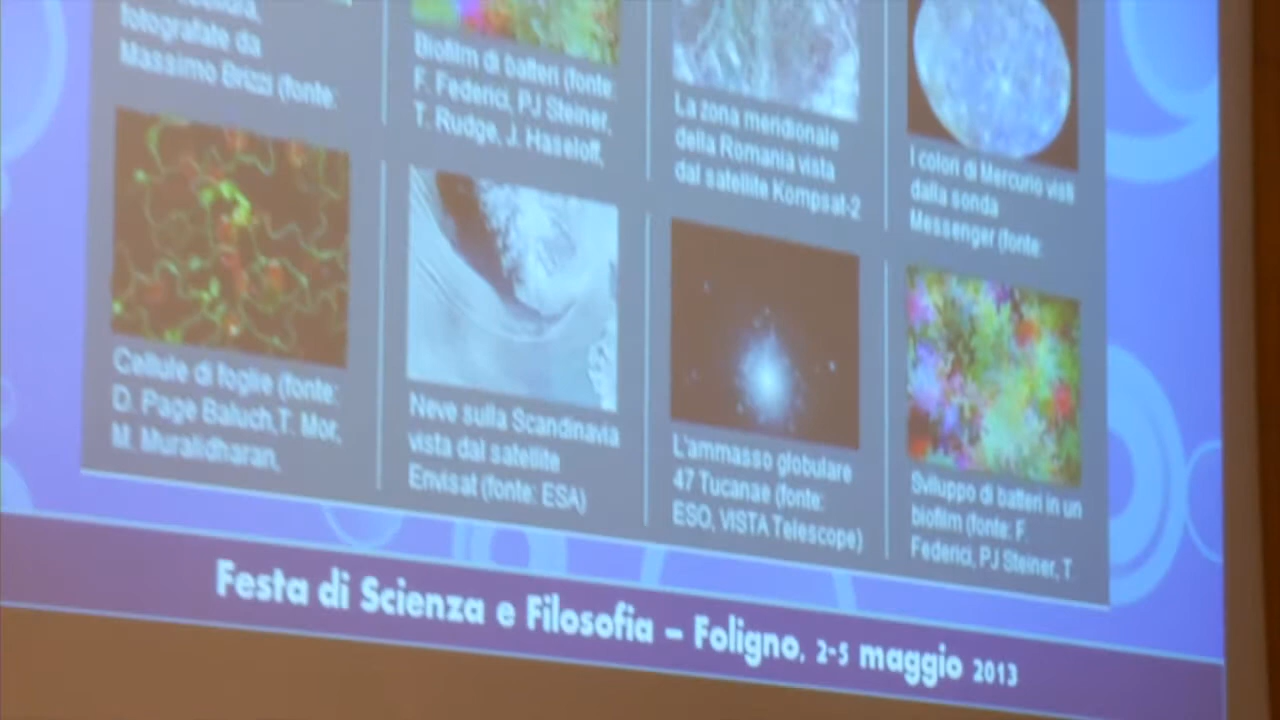 fotografate da
Massimo Brizzi (fonte:
Biofilm di batteri (fonte:
F. Federici, PJ Steiner,
T. Rudge, J. Haseloff,
La zona meridionale
della Romania vista
dal satellite Kompsat-2
I colori di Mercurio visti
dalla sonda
Messenger (fonte:
Cellule di foglie (fonte:
D. Page Baluch,T. Mor,
M. Muralidharan,
Neve sulla Scandinavia
vista dal satellite
Envisat (fonte: ESA)
L'ammasso globulare
47 Tucanae (fonte:
ESO, VISTA Telescope)
Sviluppo di batteri in un
biofilm (fonte: F.
Federici, PJ Steiner, T
Festa di Scienza e Filosofia – Foligno, 2-5 maggio 2013